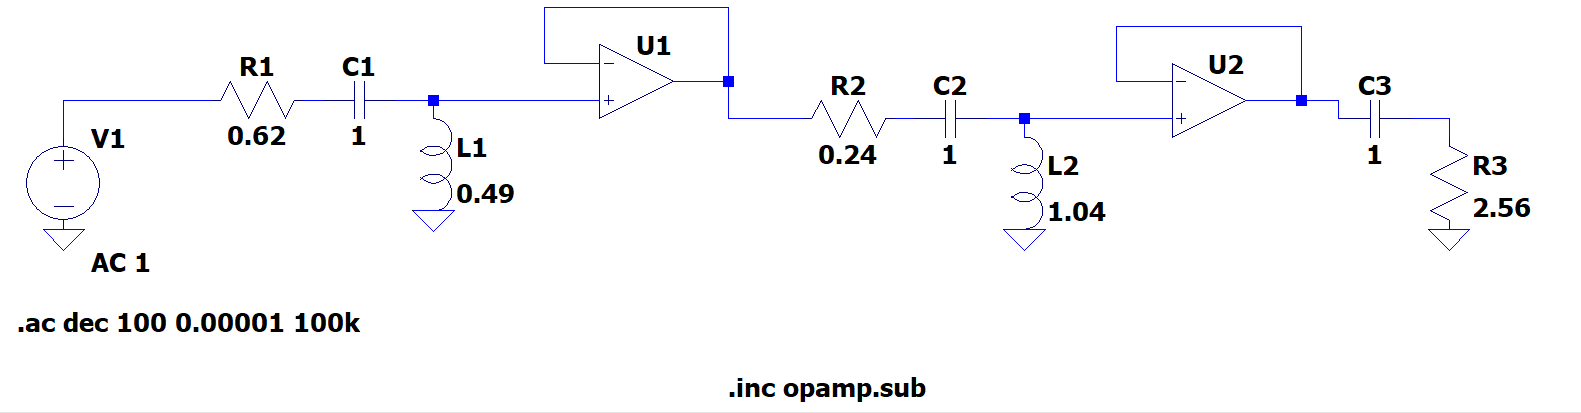 V1
AC 1
R1
0.62
C1
1
L1
0.49
U1
R2
0.24
C2
1
L2
1.04
U2
C3
1
R3
2.56
.ac dec 100 0.00001 100k
.inc opamp.sub